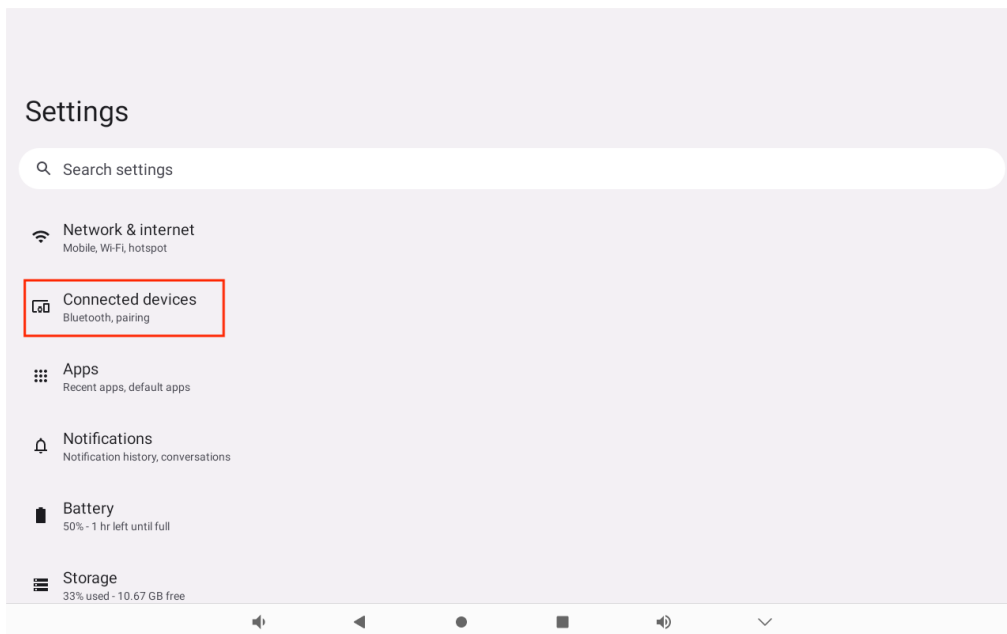 Settings
Search settings
Network & internet
Mobile, Wi-Fi, hotspot
Connected devices
Bluetooth, pairing
Apps
Recent apps, default apps
Notifications
Notification history, conversations
Battery
50% - 1 hr left until full
Storage
33% used - 10.67 GB free